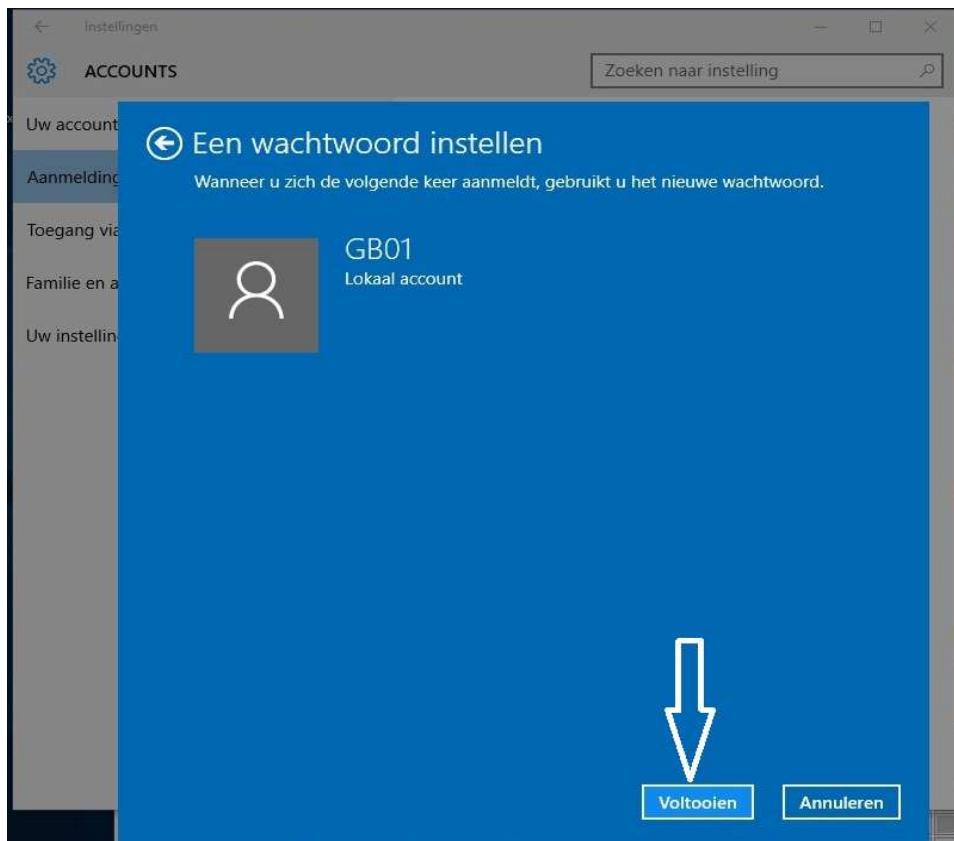 Instellingen
ACCOUNTS
Zoeken naar instelling
Uw account
Aanmelding
Toegang via
Familie en a
Uw instellin
Een wachtwoord instellen
Wanneer u zich de volgende keer aanmeldt, gebruikt u het nieuwe wachtwoord.
GB01
Lokaal account
Voltooien
Annuleren